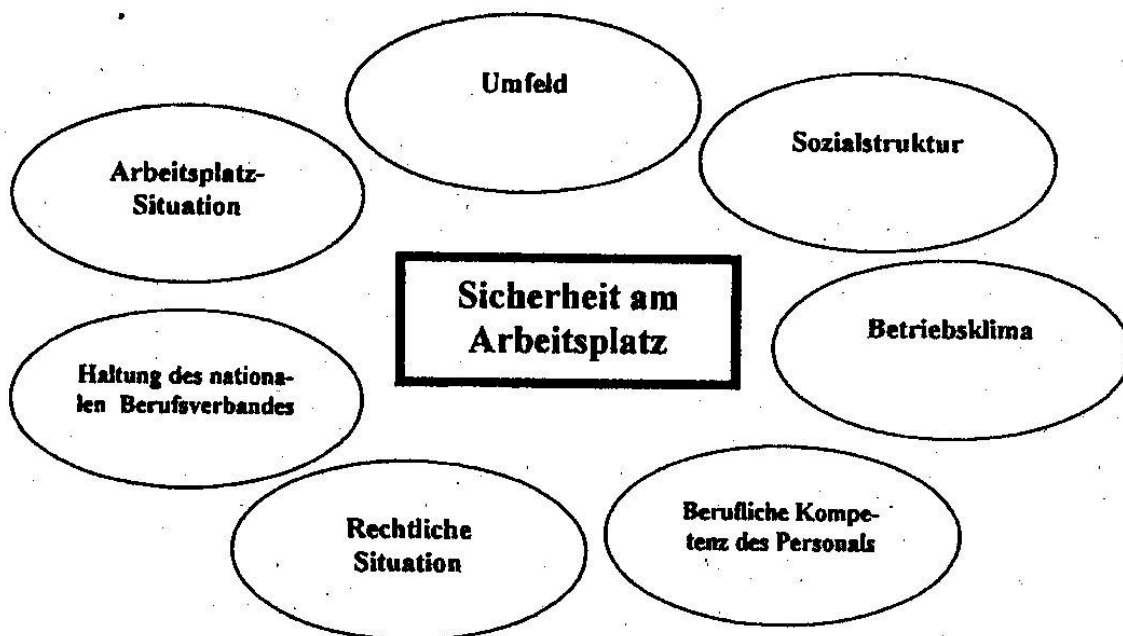 Umfeld
Sozialstruktur
Arbeitsplatz-
Situation
Sicherheit am
Arbeitsplatz
Betriebsklima
Haltung des nationa-
len Berufsverbandes
Rechtliche
Situation
Berufliche Kompe-
tenz des Personals